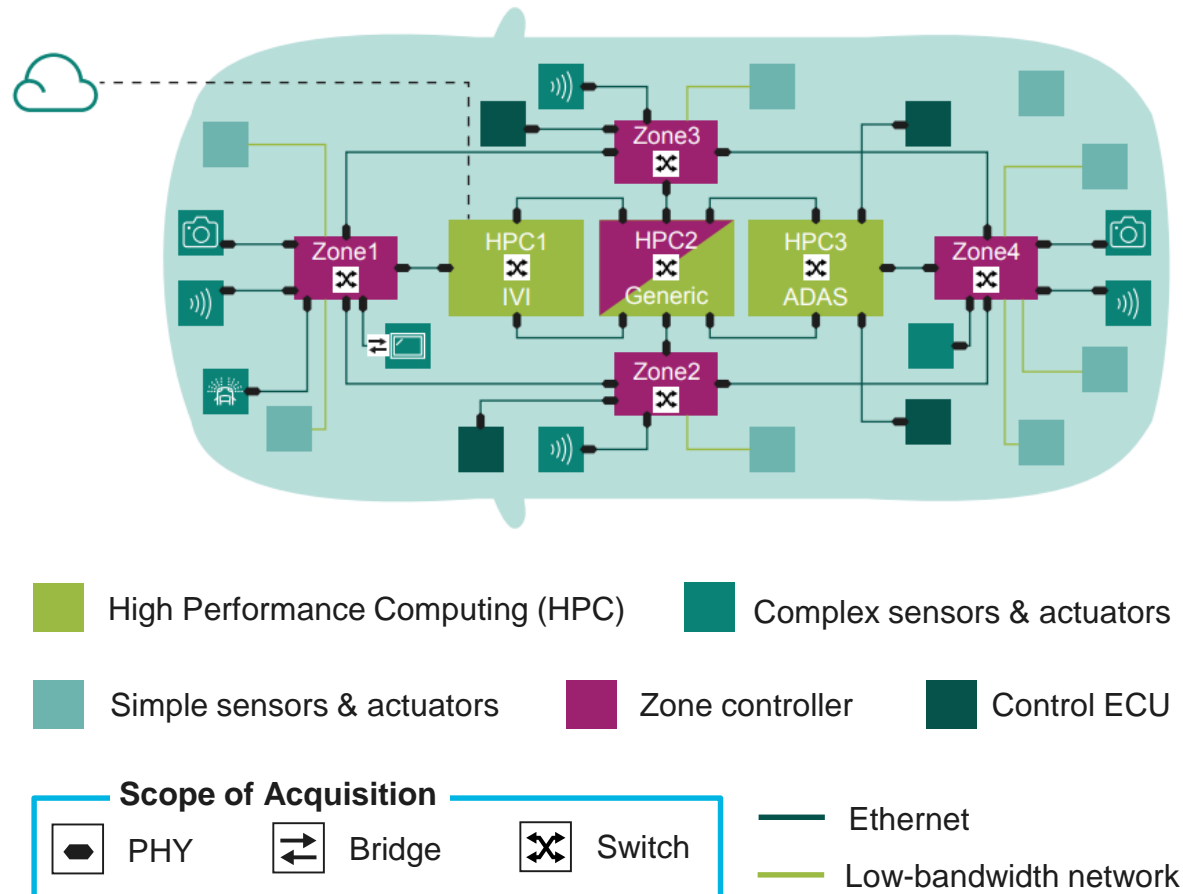 Zone3
HPC1
IVI
HPC2
Generic
HPC3
ADAS
Zone1
Zone4
Zone2
High Performance Computing (HPC)
Complex sensors & actuators
Simple sensors & actuators
Zone controller
Control ECU
Scope of Acquisition
PHY
Bridge
Switch
Ethernet
Low-bandwidth network